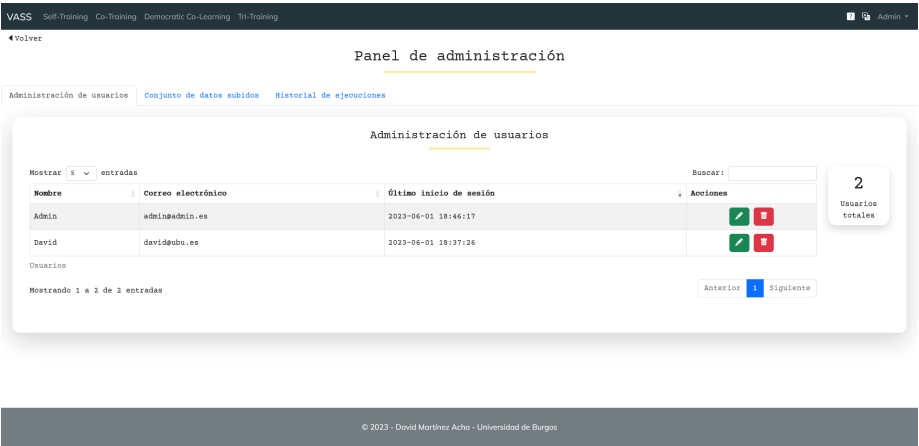 VASS Self-Training Co-Training Democratic Co-Learning Tri-Training Admin
Volver
Panel de administración
Administración de usuarios Conjunto de datos subidos Historial de ejecuciones
Administración de usuarios
Mostrar 5 entradas Buscar:
Nombre Correo electrónico Último inicio de sesión Acciones
Admin admin@admin.es 2023-06-01 18:46:17
David david@ubu.es 2023-06-01 18:37:26
2
Usuarios
totales
Usuarios
Mostrando 1 a 2 de 2 entradas Anterior 1 Siguiente
© 2023 - David Martínez Acha - Universidad de Burgos